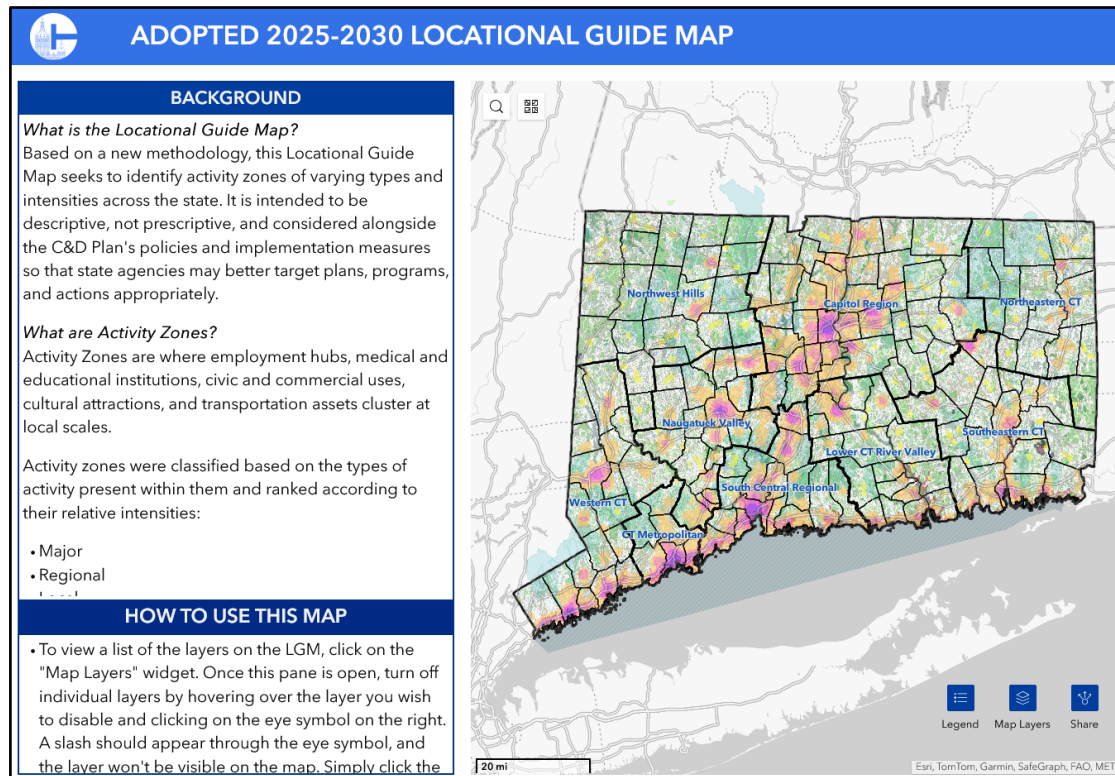 ADOPTED 2025-2030 LOCATIONAL GUIDE MAP
BACKGROUND
What is the Locational Guide Map?
Based on a new methodology, this Locational Guide
Map seeks to identify activity zones of varying types and
intensities across the state. It is intended to be
descriptive, not prescriptive, and considered alongside
the C&D Plan's policies and implementation measures
so that state agencies may better target plans, programs,
and actions appropriately.
What are Activity Zones?
Activity Zones are where employment hubs, medical and
educational institutions, civic and commercial uses,
cultural attractions, and transportation assets cluster at
local scales.
Activity zones were classified based on the types of
activity present within them and ranked according to
their relative intensities:
• Major
• Regional
HOW TO USE THIS MAP
• To view a list of the layers on the LGM, click on the
"Map Layers" widget. Once this pane is open, turn off
individual layers by hovering over the layer you wish
to disable and clicking on the eye symbol on the right.
A slash should appear through the eye symbol, and
the layer won't be visible on the map. Simply click the
Northwest Hills
Capitol Region
Northeastern CT
Naugatuck Valley
Southeastern CT
Lower CT River Valley
South Central Regional
Western CT
CT Metropolitan
Legend
Map Layers
Share
20 mi
Esri, TomTom, Garmin, SafeGraph, FAO, MET